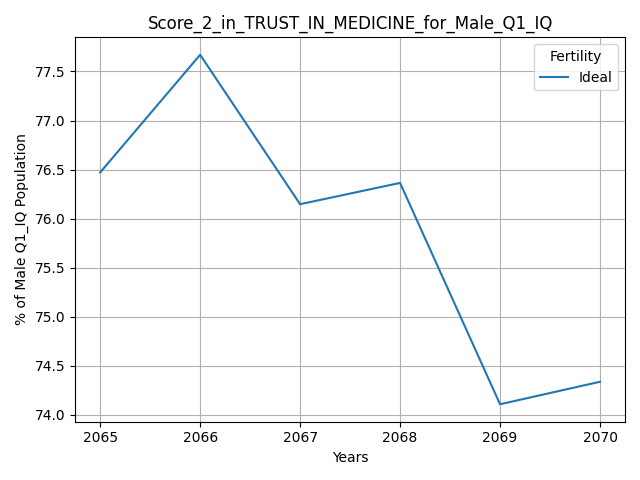 Score_2_in_TRUST_IN_MEDICINE_for_Male_Q1_IQ
Fertility
Ideal
% of Male Q1_IQ Population
77.5
77.0
76.5
76.0
75.5
75.0
74.5
74.0
2065 2066 2067 2068 2069 2070
Years